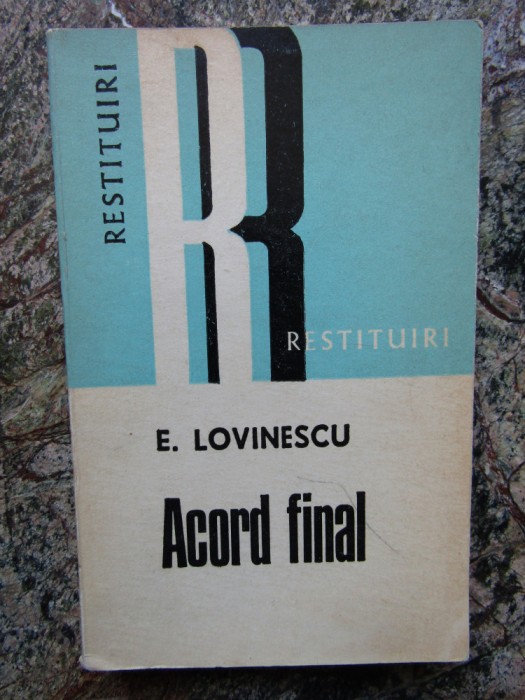 RESTITUIRI
R
RESTITUIRI
E. LOVINESCU
Acord final